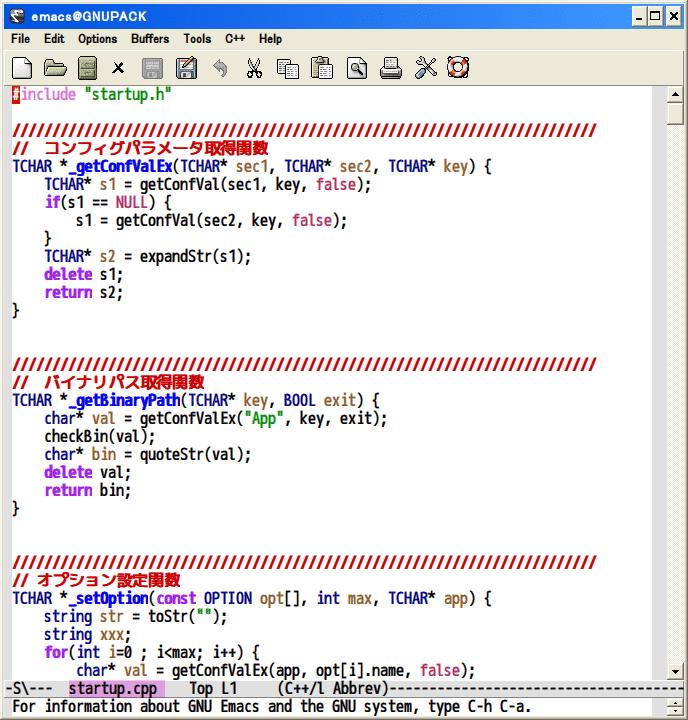 emacs@GNUPACK
File Edit Options Buffers Tools C++ Help
#include "startup.h"
/////////////////////////////////////////////////////////////////////////
//　コンフィグパラメータ取得関数
TCHAR *_getConfValEx(TCHAR* sec1, TCHAR* sec2, TCHAR* key) {
    TCHAR* s1 = getConfVal(sec1, key, false);
    if(s1 == NULL) {
        s1 = getConfVal(sec2, key, false);
    }
    TCHAR* s2 = expandStr(s1);
    delete s1;
    return s2;
}
/////////////////////////////////////////////////////////////////////////
//　バイナリパス取得関数
TCHAR *_getBinaryPath(TCHAR* key, BOOL exit) {
    char* val = getConfValEx("App", key, exit);
    checkBin(val);
    char* bin = quoteStr(val);
    delete val;
    return bin;
}
/////////////////////////////////////////////////////////////////////////
// オプション設定関数
TCHAR *_setOption(const OPTION opt[], int max, TCHAR* app) {
    string str = toStr("");
    string xxx;
    for(int i=0 ; i<max; i++) {
        char* val = getConfValEx(app, opt[i].name, false);
-S\---  startup.cpp    Top L1     (C++/l Abbrev)-------------------------------------
For information about GNU Emacs and the GNU system, type C-h C-a.